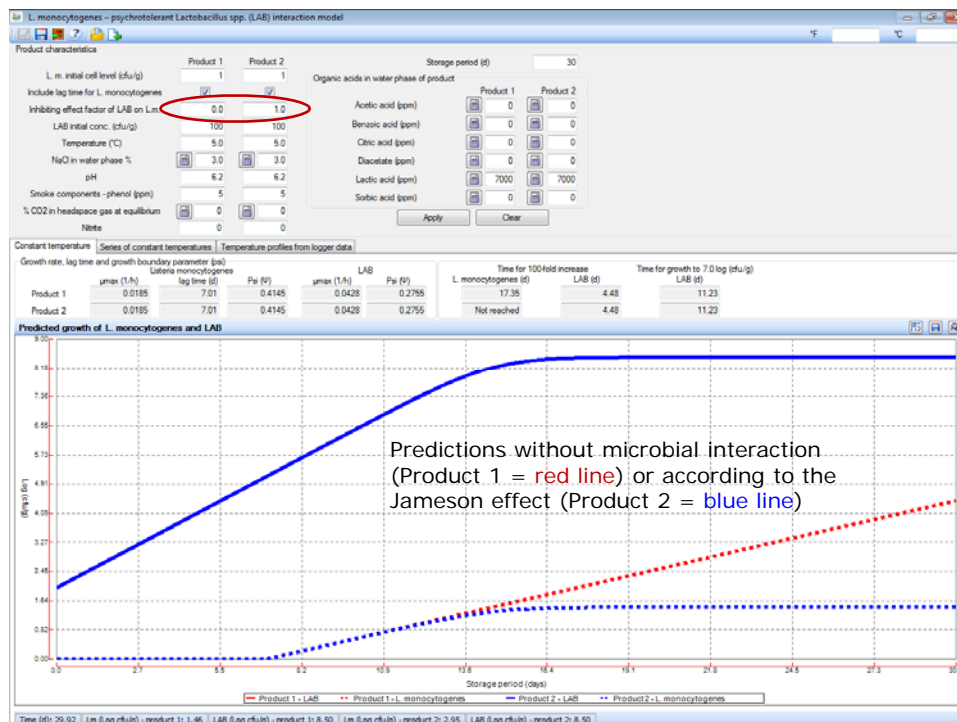 L. monocytogenes – psychrotolerant Lactobacillus spp. (LAB) interaction model
°F °C
Product characteristics
Product 1 Product 2
L. m. initial cell level (cfu/g) 1 1
Include lag time for L. monocytogenes
Inhibiting effect factor of LAB on L.m. 0.0 1.0
LAB initial conc. (cfu/g) 100 100
Temperature (°C) 5.0 5.0
NaCl in water phase % 3.0 3.0
pH 6.2 6.2
Smoke components - phenol (ppm) 5 5
% CO2 in headspace gas at equilibrium 0 0
Nitrite 0 0
Storage period (d) 30
Organic acids in water phase of product
Product 1 Product 2
Acetic acid (ppm) 0 0
Benzoic acid (ppm) 0 0
Citric acid (ppm) 0 0
Diacetate (ppm) 0 0
Lactic acid (ppm) 7000 7000
Sorbic acid (ppm) 0 0
Apply Clear
Constant temperature Series of constant temperatures Temperature profiles from logger data
Growth rate, lag time and growth boundary parameter (psi)
Listeria monocytogenes LAB Time for 100-fold increase Time for growth to 7.0 log (cfu/g)
µmax (1/h) lag time (d) Psi (Ψ) µmax (1/h) Psi (Ψ) L. monocytogenes (d) LAB (d) LAB (d)
Product 1 0.0185 7.01 0.4145 0.0428 0.2755 17.35 4.48 11.23
Product 2 0.0185 7.01 0.4145 0.0428 0.2755 Not reached 4.48 11.23
Predicted growth of L. monocytogenes and LAB
9.00
8.18
7.36
6.55
5.73
4.91
4.09
3.27
2.45
1.64
0.82
0.00
Log (cfu/g)
Predictions without microbial interaction
(Product 1 = red line) or according to the
Jameson effect (Product 2 = blue line)
0.0 2.7 5.5 8.2 10.9 13.6 16.4 19.1 21.8 24.5 27.3
Storage period (days)
Product 1 - LAB Product 1 - L. monocytogenes Product 2 - LAB Product 2 - L. monocytogenes
Time (d): 29.92 Lm (Log cfu/g) - product 1: 1.46 LAB (Log cfu/g) - product 1: 8.50 Lm (Log cfu/g) - product 2: 2.95 LAB (Log cfu/g) - product 2: 8.50